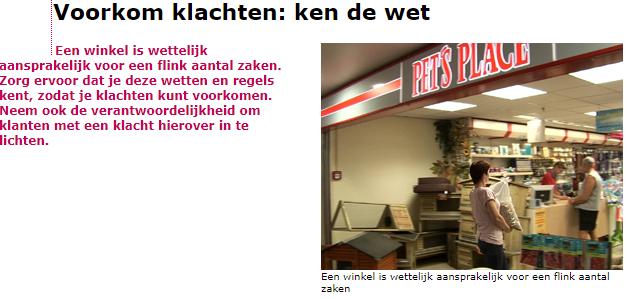 Voorkom klachten: ken de wet
Een winkel is wettelijk
aansprakelijk voor een flink aantal zaken.
Zorg ervoor dat je deze wetten en regels
kent, zodat je klachten kunt voorkomen.
Neem ook de verantwoordelijkheid om
klanten met een klacht hierover in te
lichten.
PET'S PLACE
Een winkel is wettelijk aansprakelijk voor een flink aantal
zaken